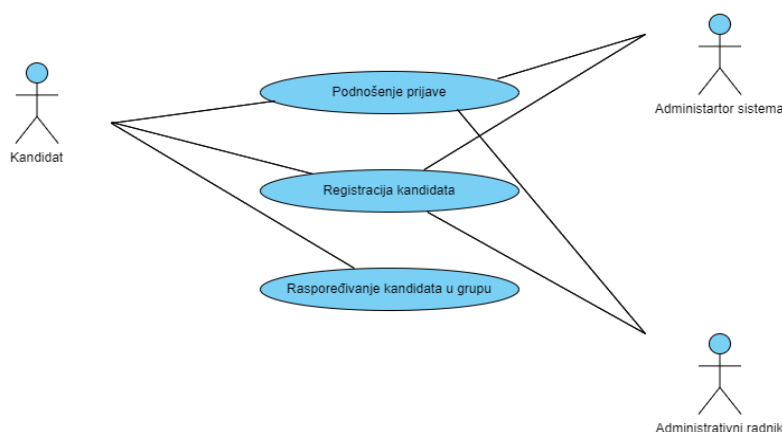 Podnošenje prijave
Administartor sistema
Kandidat
Registracija kandidata
Raspoređivanje kandidata u grupu
Administrativni radnik